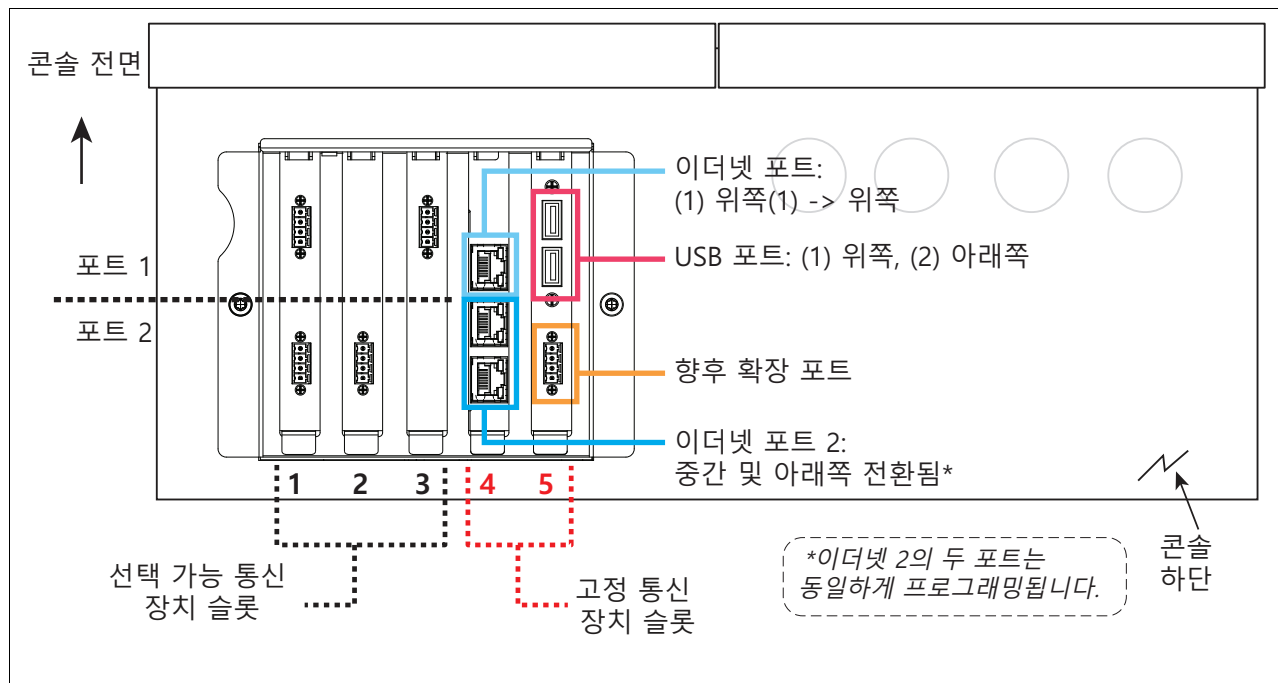 콘솔 전면
이더넷 포트:
(1) 위쪽(1) -> 위쪽
USB 포트: (1) 위쪽, (2) 아래쪽
포트 1
포트 2
향후 확장 포트
이더넷 포트 2:
중간 및 아래쪽 전환됨*
1 2 3 4 5
선택 가능 통신
장치 슬롯
고정 통신
장치 슬롯
*이더넷 2의 두 포트는
동일하게 프로그래밍됩니다.
콘솔
하단